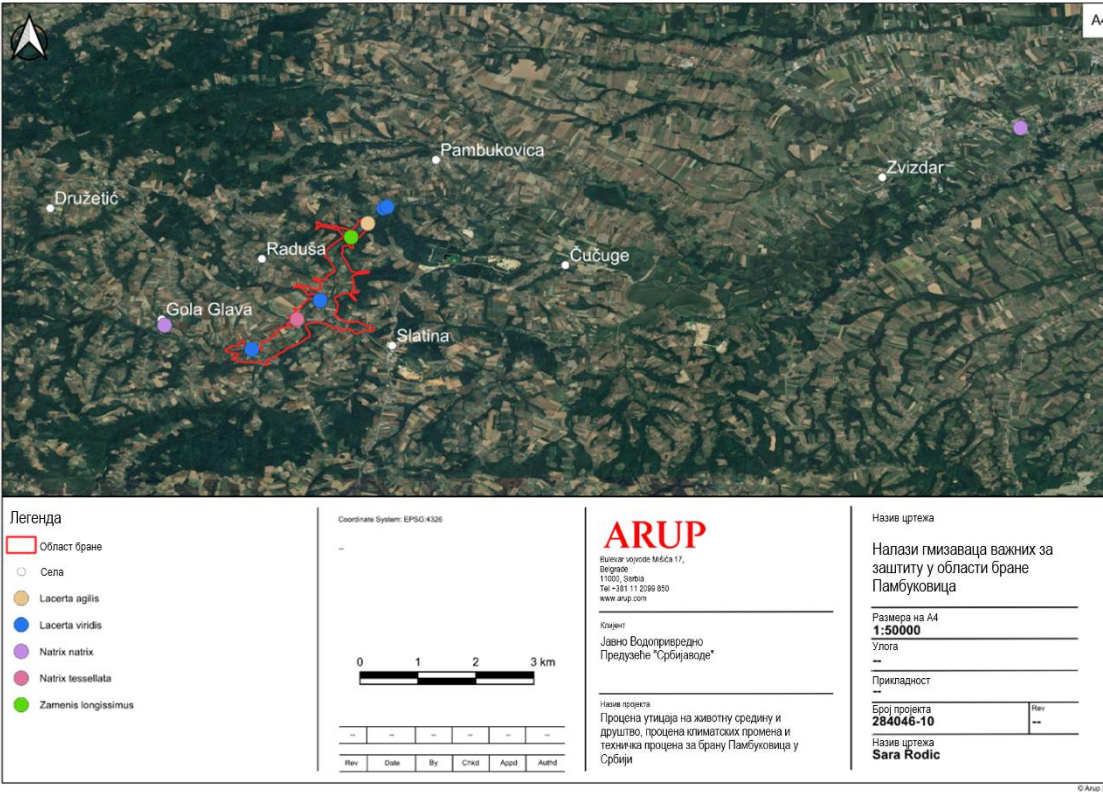 A4
Pambukovica
Zvizdar
Družetić
Raduša
Čučuge
Gola Glava
Slatina
Легенда
Област бране
Села
Lacerta agilis
Lacerta viridis
Natrix natrix
Natrix tessellata
Zamenis longissimus
Coordinate System: EPSG:4326
--
0 1 2 3 km
-- -- -- -- -- --
Rev Date By Chkd Appd Authd
ARUP
Bulevar vojvode Mišića 17,
Belgrade
11000, Serbia
Tel +381 11 2099 850
www.arup.com
Клијент
Јавно Водопривредно
Предузеће "Србијаводе"
Назив пројекта
Процена утицаја на животну средину и
друштво, процена климатских промена и
техничка процена за брану Памбуковица у
Србији
Назив цртежа
Налази гмизаваца важних за
заштиту у области бране
Памбуковица
Размера на А4
1:50000
Улога
--
Прикладност
--
Број пројекта
284046-10
Rev
--
Назив цртежа
Sara Rodic
© Arup